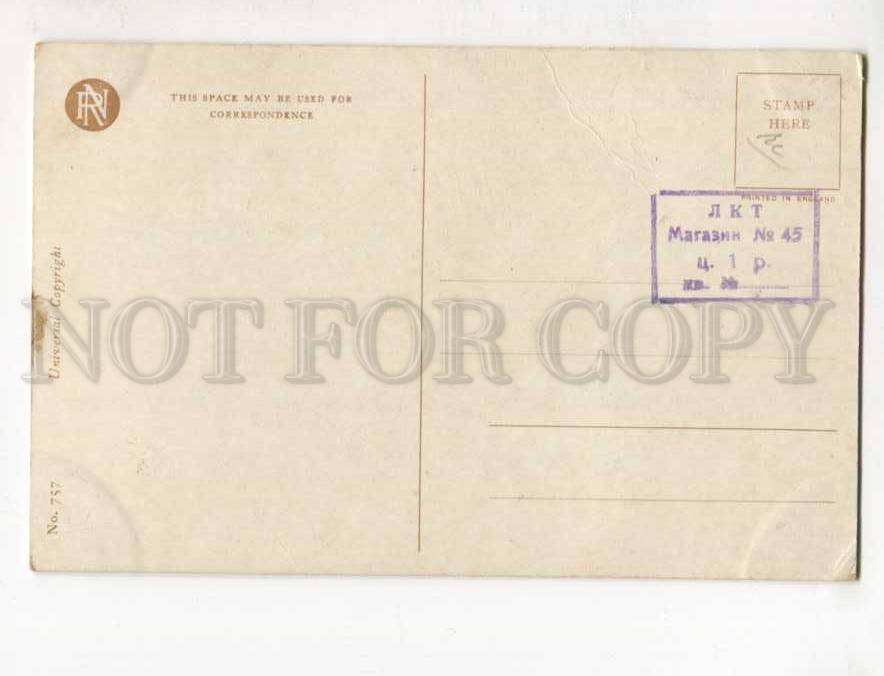 RN
THIS SPACE MAY BE USED FOR
CORRESPONDENCE
STAMP
HERE
PRINTED IN ENGLAND
ЛКТ
Магазин № 45
ц. 1 р.
кв. №
Universal Copyright
No. 757
NOT FOR COPY